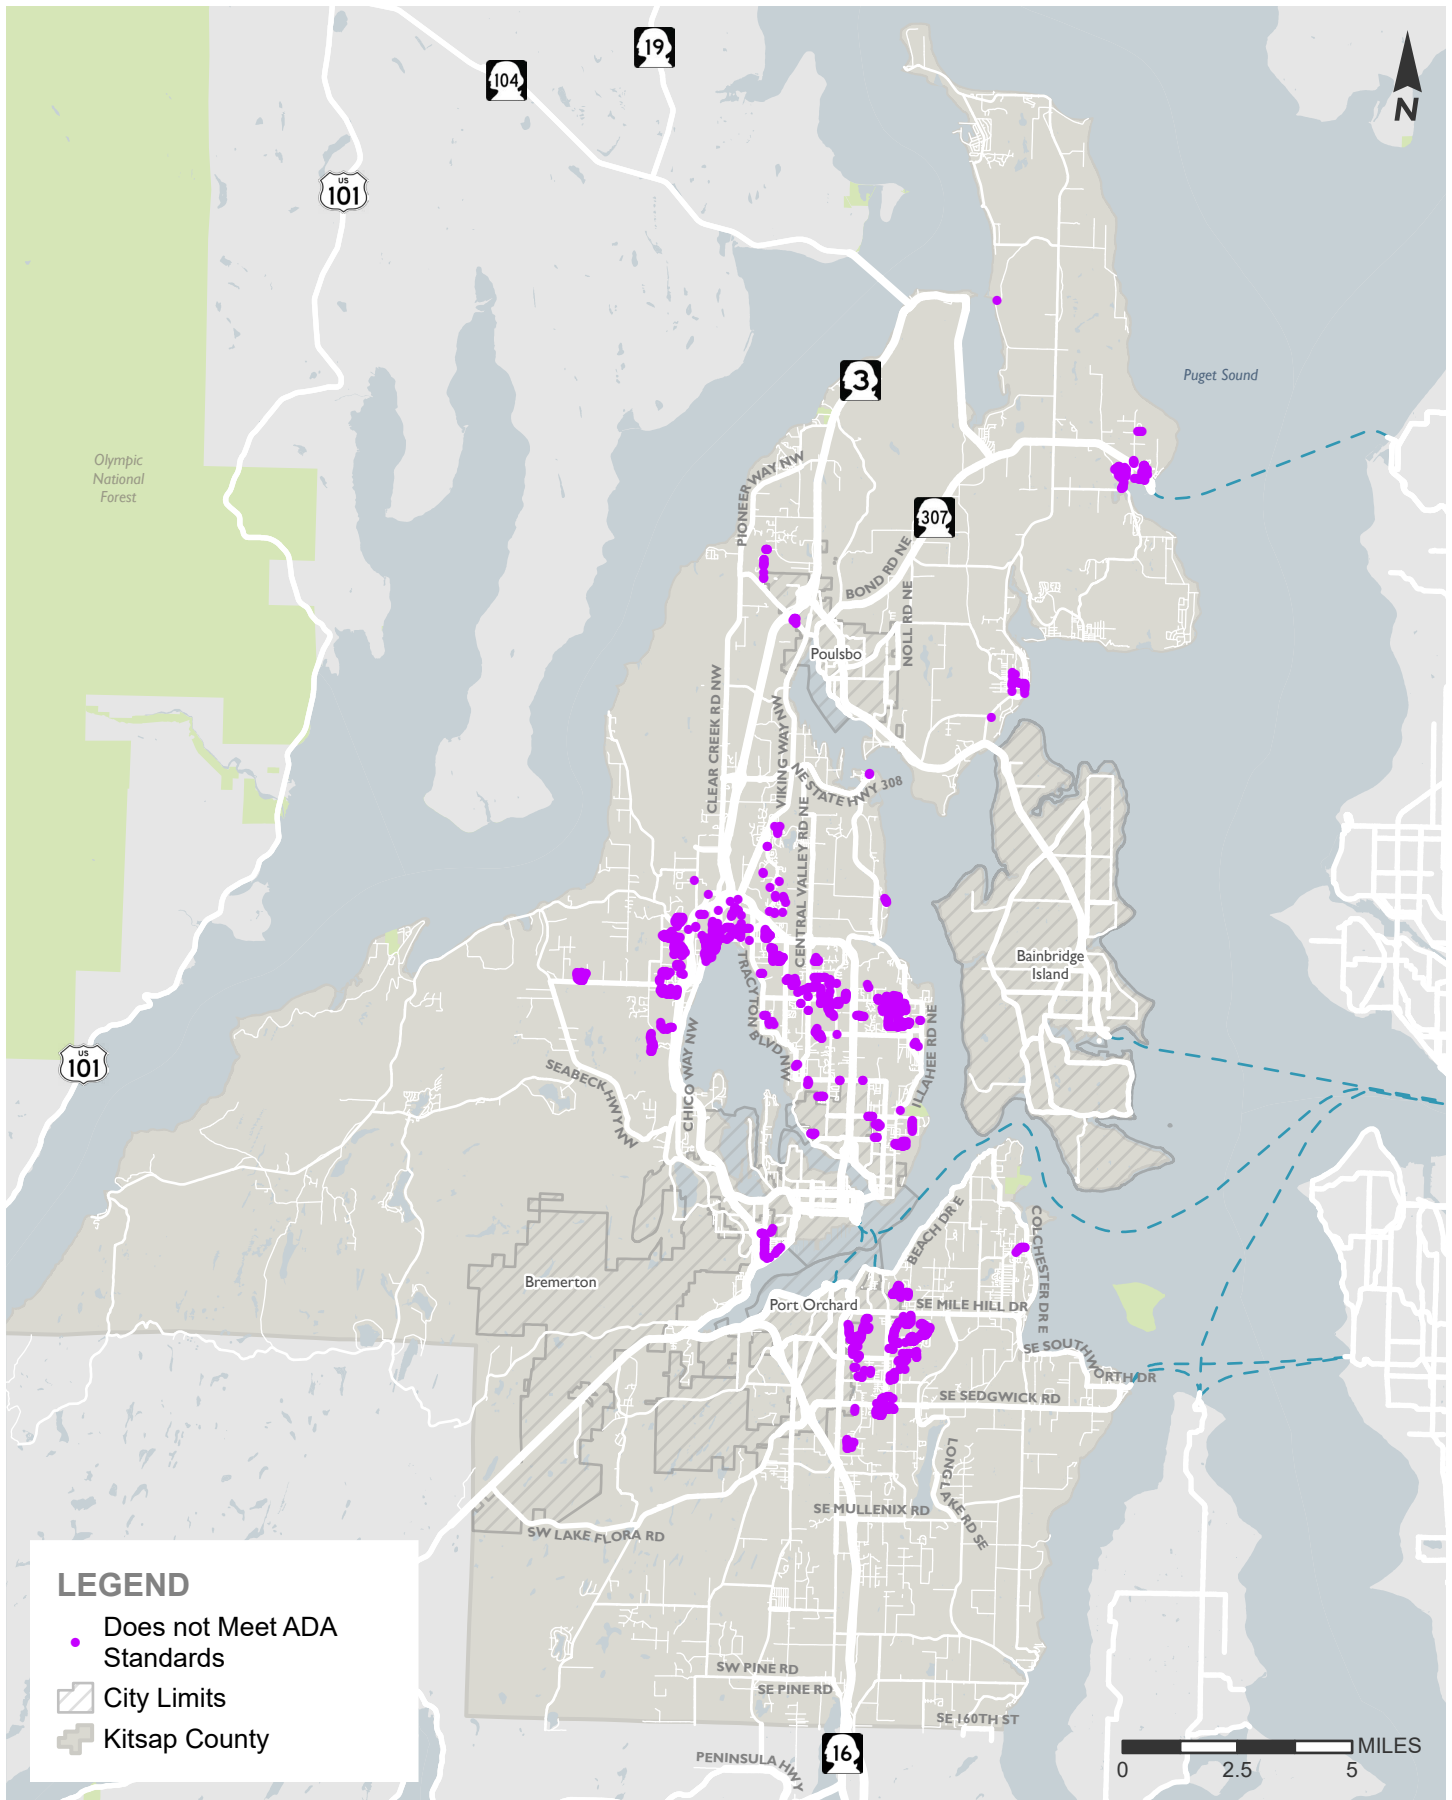 19
104
N
US
101
3
Puget Sound
Olympic
National
Forest
PIONEER WAY NW
307
BOND RD NE
NOLL RD NE
Poulsbo
CLEAR CREEK RD NW
VIKING WAY NW
NE STATE HWY 308
CENTRAL VALLEY RD NE
Bainbridge
Island
TRACYTON BLVD NW
ILLAHEE RD NE
US
101
SEABECK HWY NW
CHICO WAY NW
BEACH DR E
COLCHESTER DR E
Bremerton
Port Orchard
SE MILE HILL DR
SE SOUTHWORTH DR
SE SEDGWICK RD
LONG LAKE RD SE
SE MULLENIX RD
SW LAKE FLORA RD
LEGEND
Does not Meet ADA
Standards
City Limits
Kitsap County
SW PINE RD
SE PINE RD
SE 160TH ST
16
PENINSULA HWY
MILES
0 2.5 5